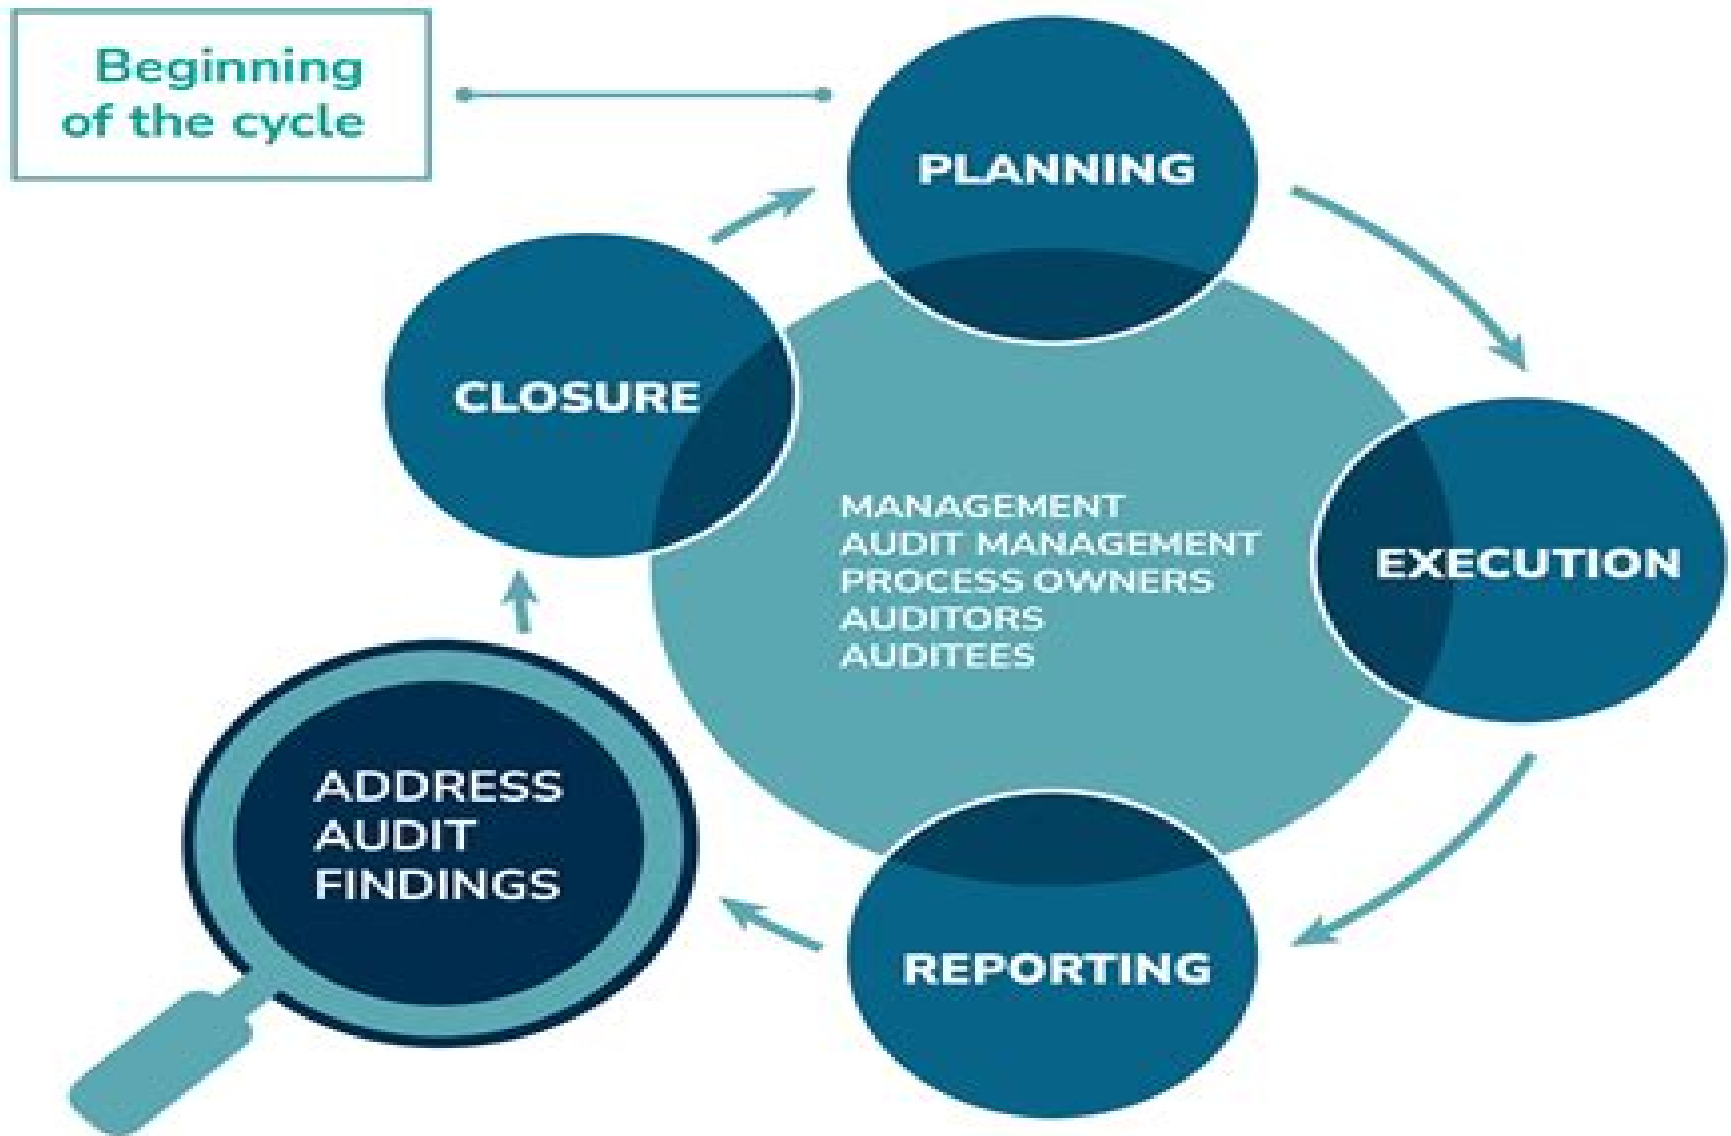 Beginning
of the cycle
PLANNING
CLOSURE
EXECUTION
MANAGEMENT
AUDIT MANAGEMENT
PROCESS OWNERS
AUDITORS
AUDITEES
ADDRESS
AUDIT
FINDINGS
REPORTING